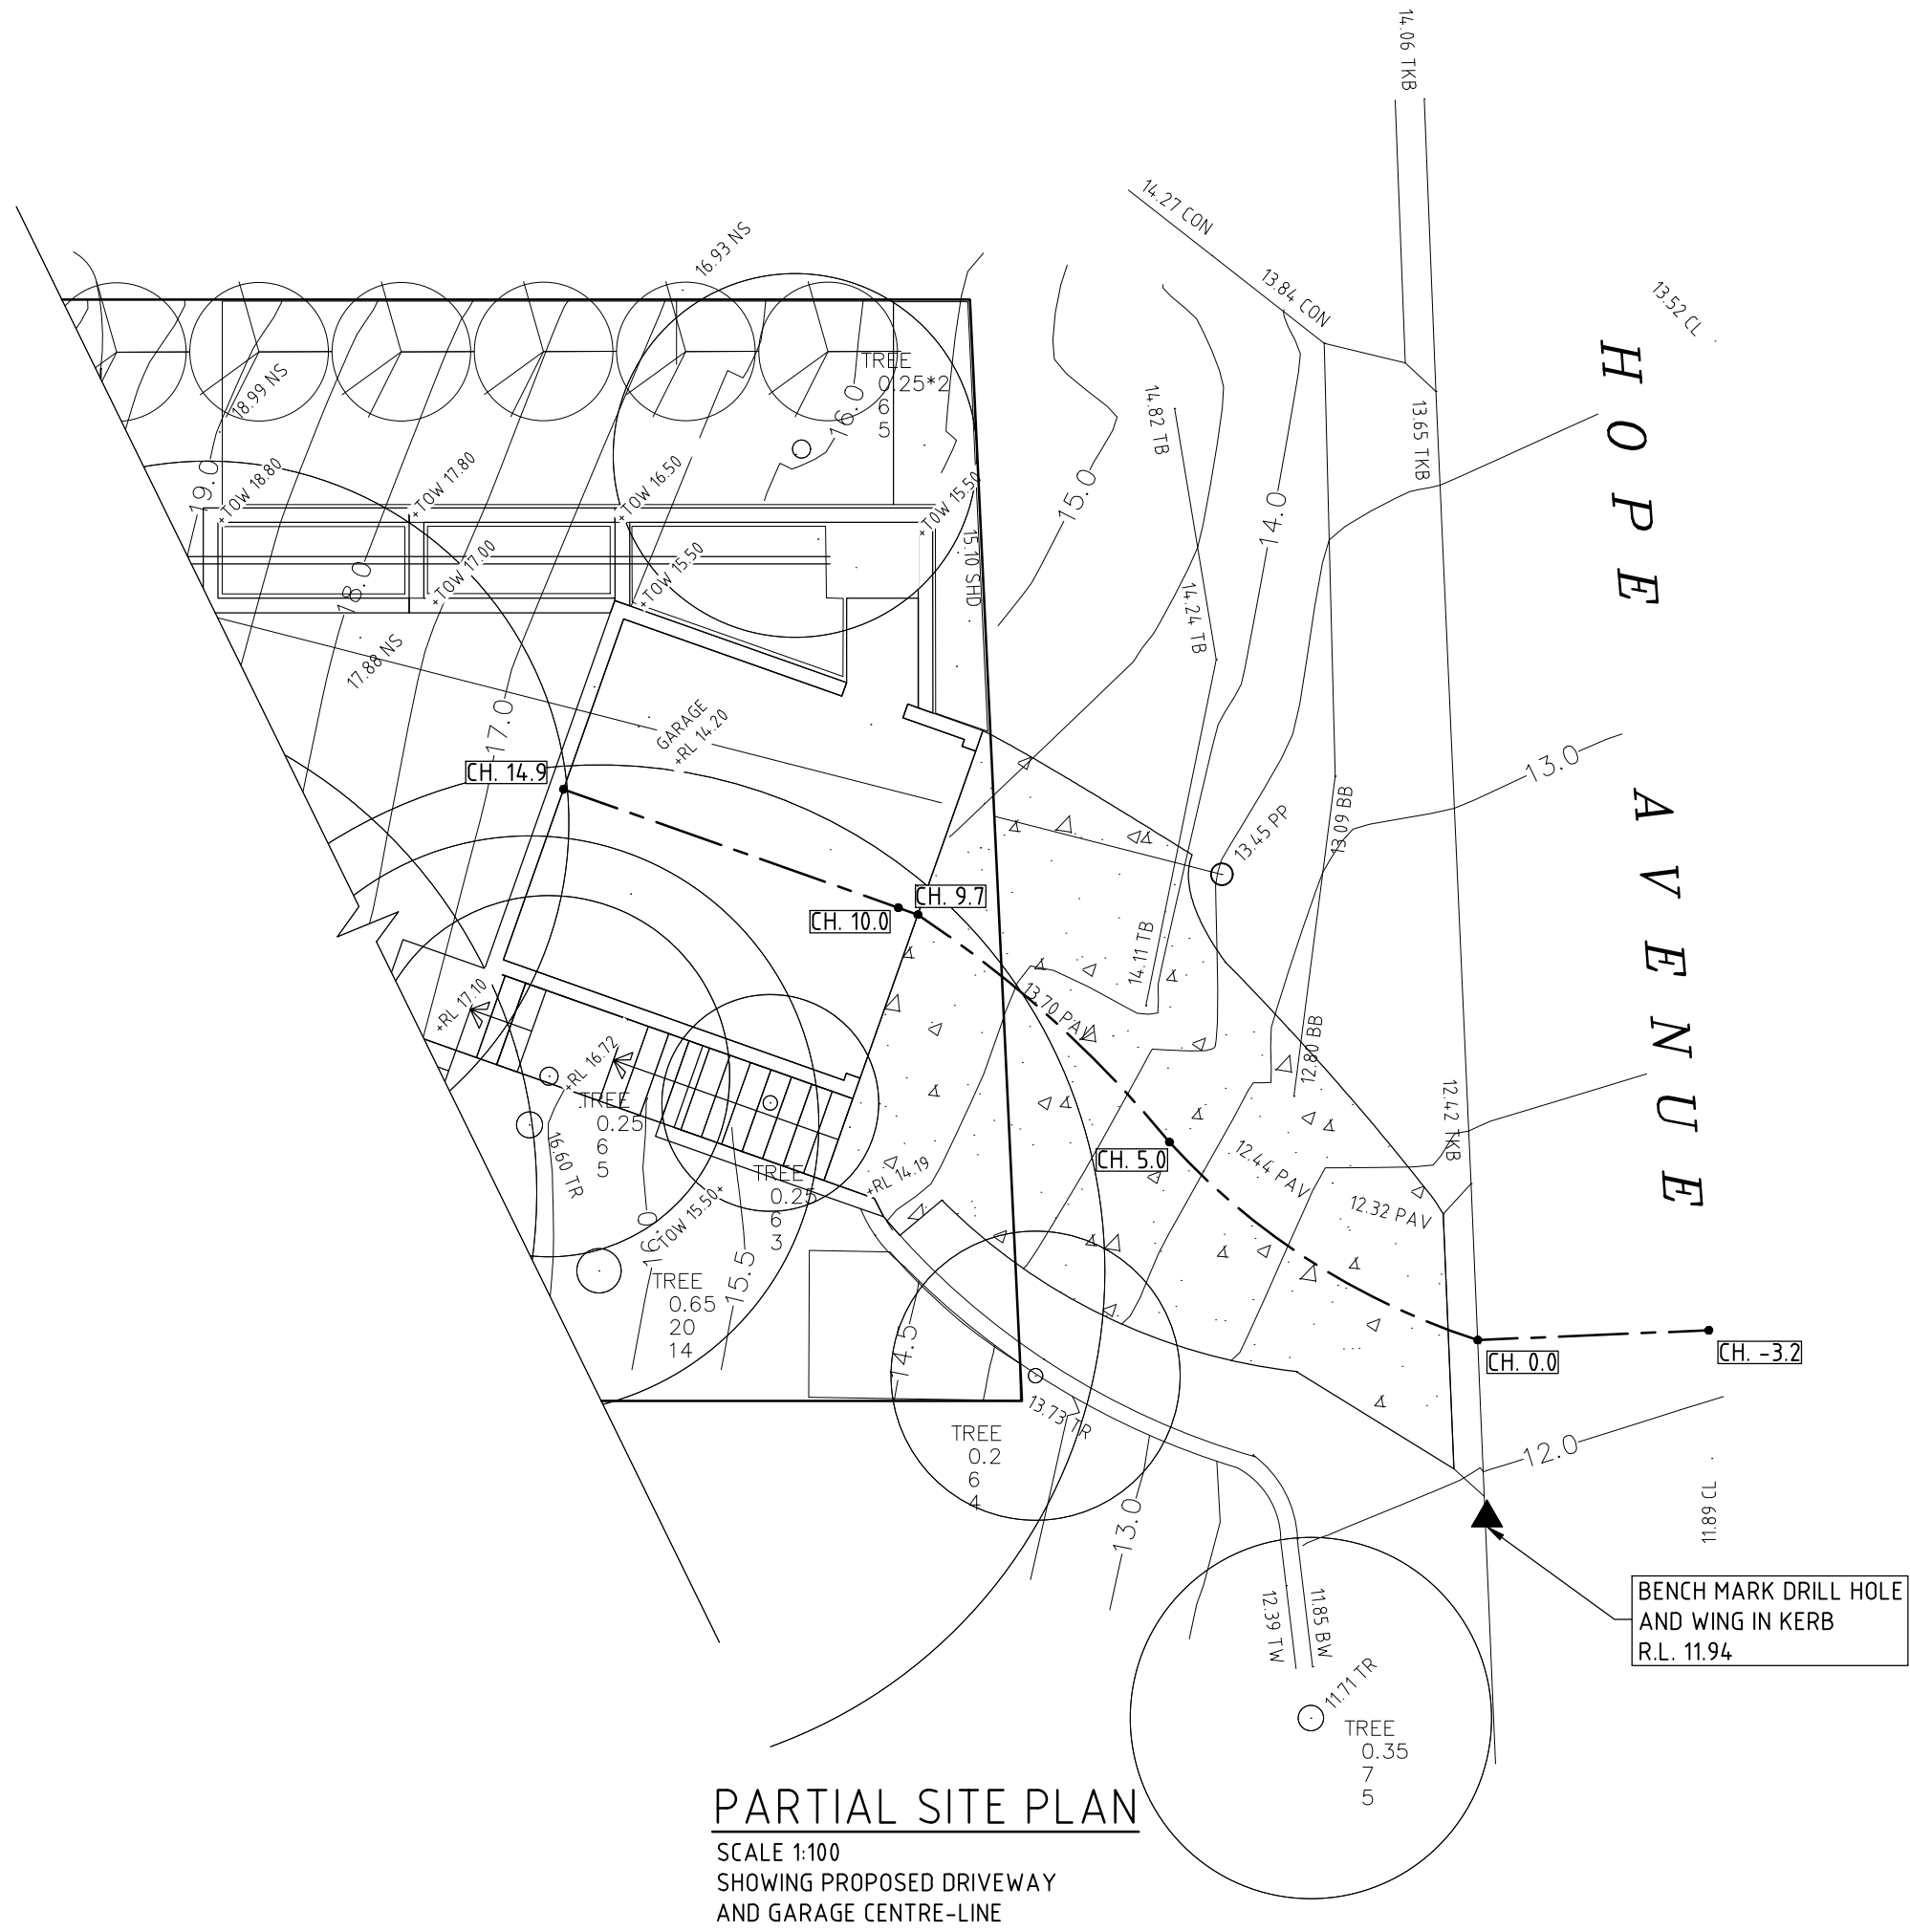 14.06 TKB
14.27 CON
13.84 CON
13.52 CL
HOPE AVENUE
16.93 NS
18.99 NS
TREE
0.25*2
6
5
16.0
19.0
TOW 18.80
TOW 17.80
TOW 16.50
TOW 15.50
15.10 SHD
15.0
14.82 TB
14.0
13.65 TKB
18.0
TOW 17.00
TOW 15.50
14.24 TB
17.88 NS
17.0
GARAGE
+RL 14.20
CH. 14.9
13.0
13.09 BB
13.45 PP
CH. 9.7
CH. 10.0
14.11 TB
13.70 PAV
12.80 BB
12.42 TKB
+RL 17.10
+RL 16.72
TREE
0.25
6
5
16.60 TR
CH. 5.0
12.44 PAV
12.32 PAV
+RL 14.19
TREE
0.25
6
3
TOW 15.50+
16.0
15.5
TREE
0.65
20
14
14.5
CH. 0.0
CH. -3.2
13.73 TR
TREE
0.2
6
4
12.0
11.89 CL
13.0
BENCH MARK DRILL HOLE
AND WING IN KERB
R.L. 11.94
12.39 TW
11.85 BW
11.71 TR
TREE
0.35
7
5
PARTIAL SITE PLAN
SCALE 1:100
SHOWING PROPOSED DRIVEWAY
AND GARAGE CENTRE-LINE